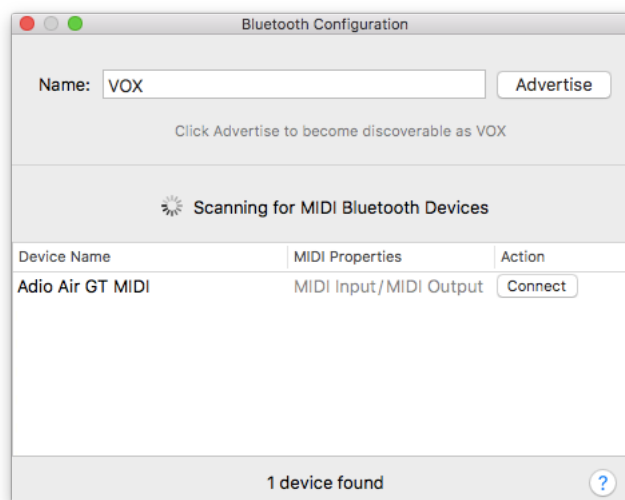 Bluetooth Configuration
Name: VOX Advertise
Click Advertise to become discoverable as VOX
Scanning for MIDI Bluetooth Devices
Device Name MIDI Properties Action
Adio Air GT MIDI MIDI Input/MIDI Output Connect
1 device found ?